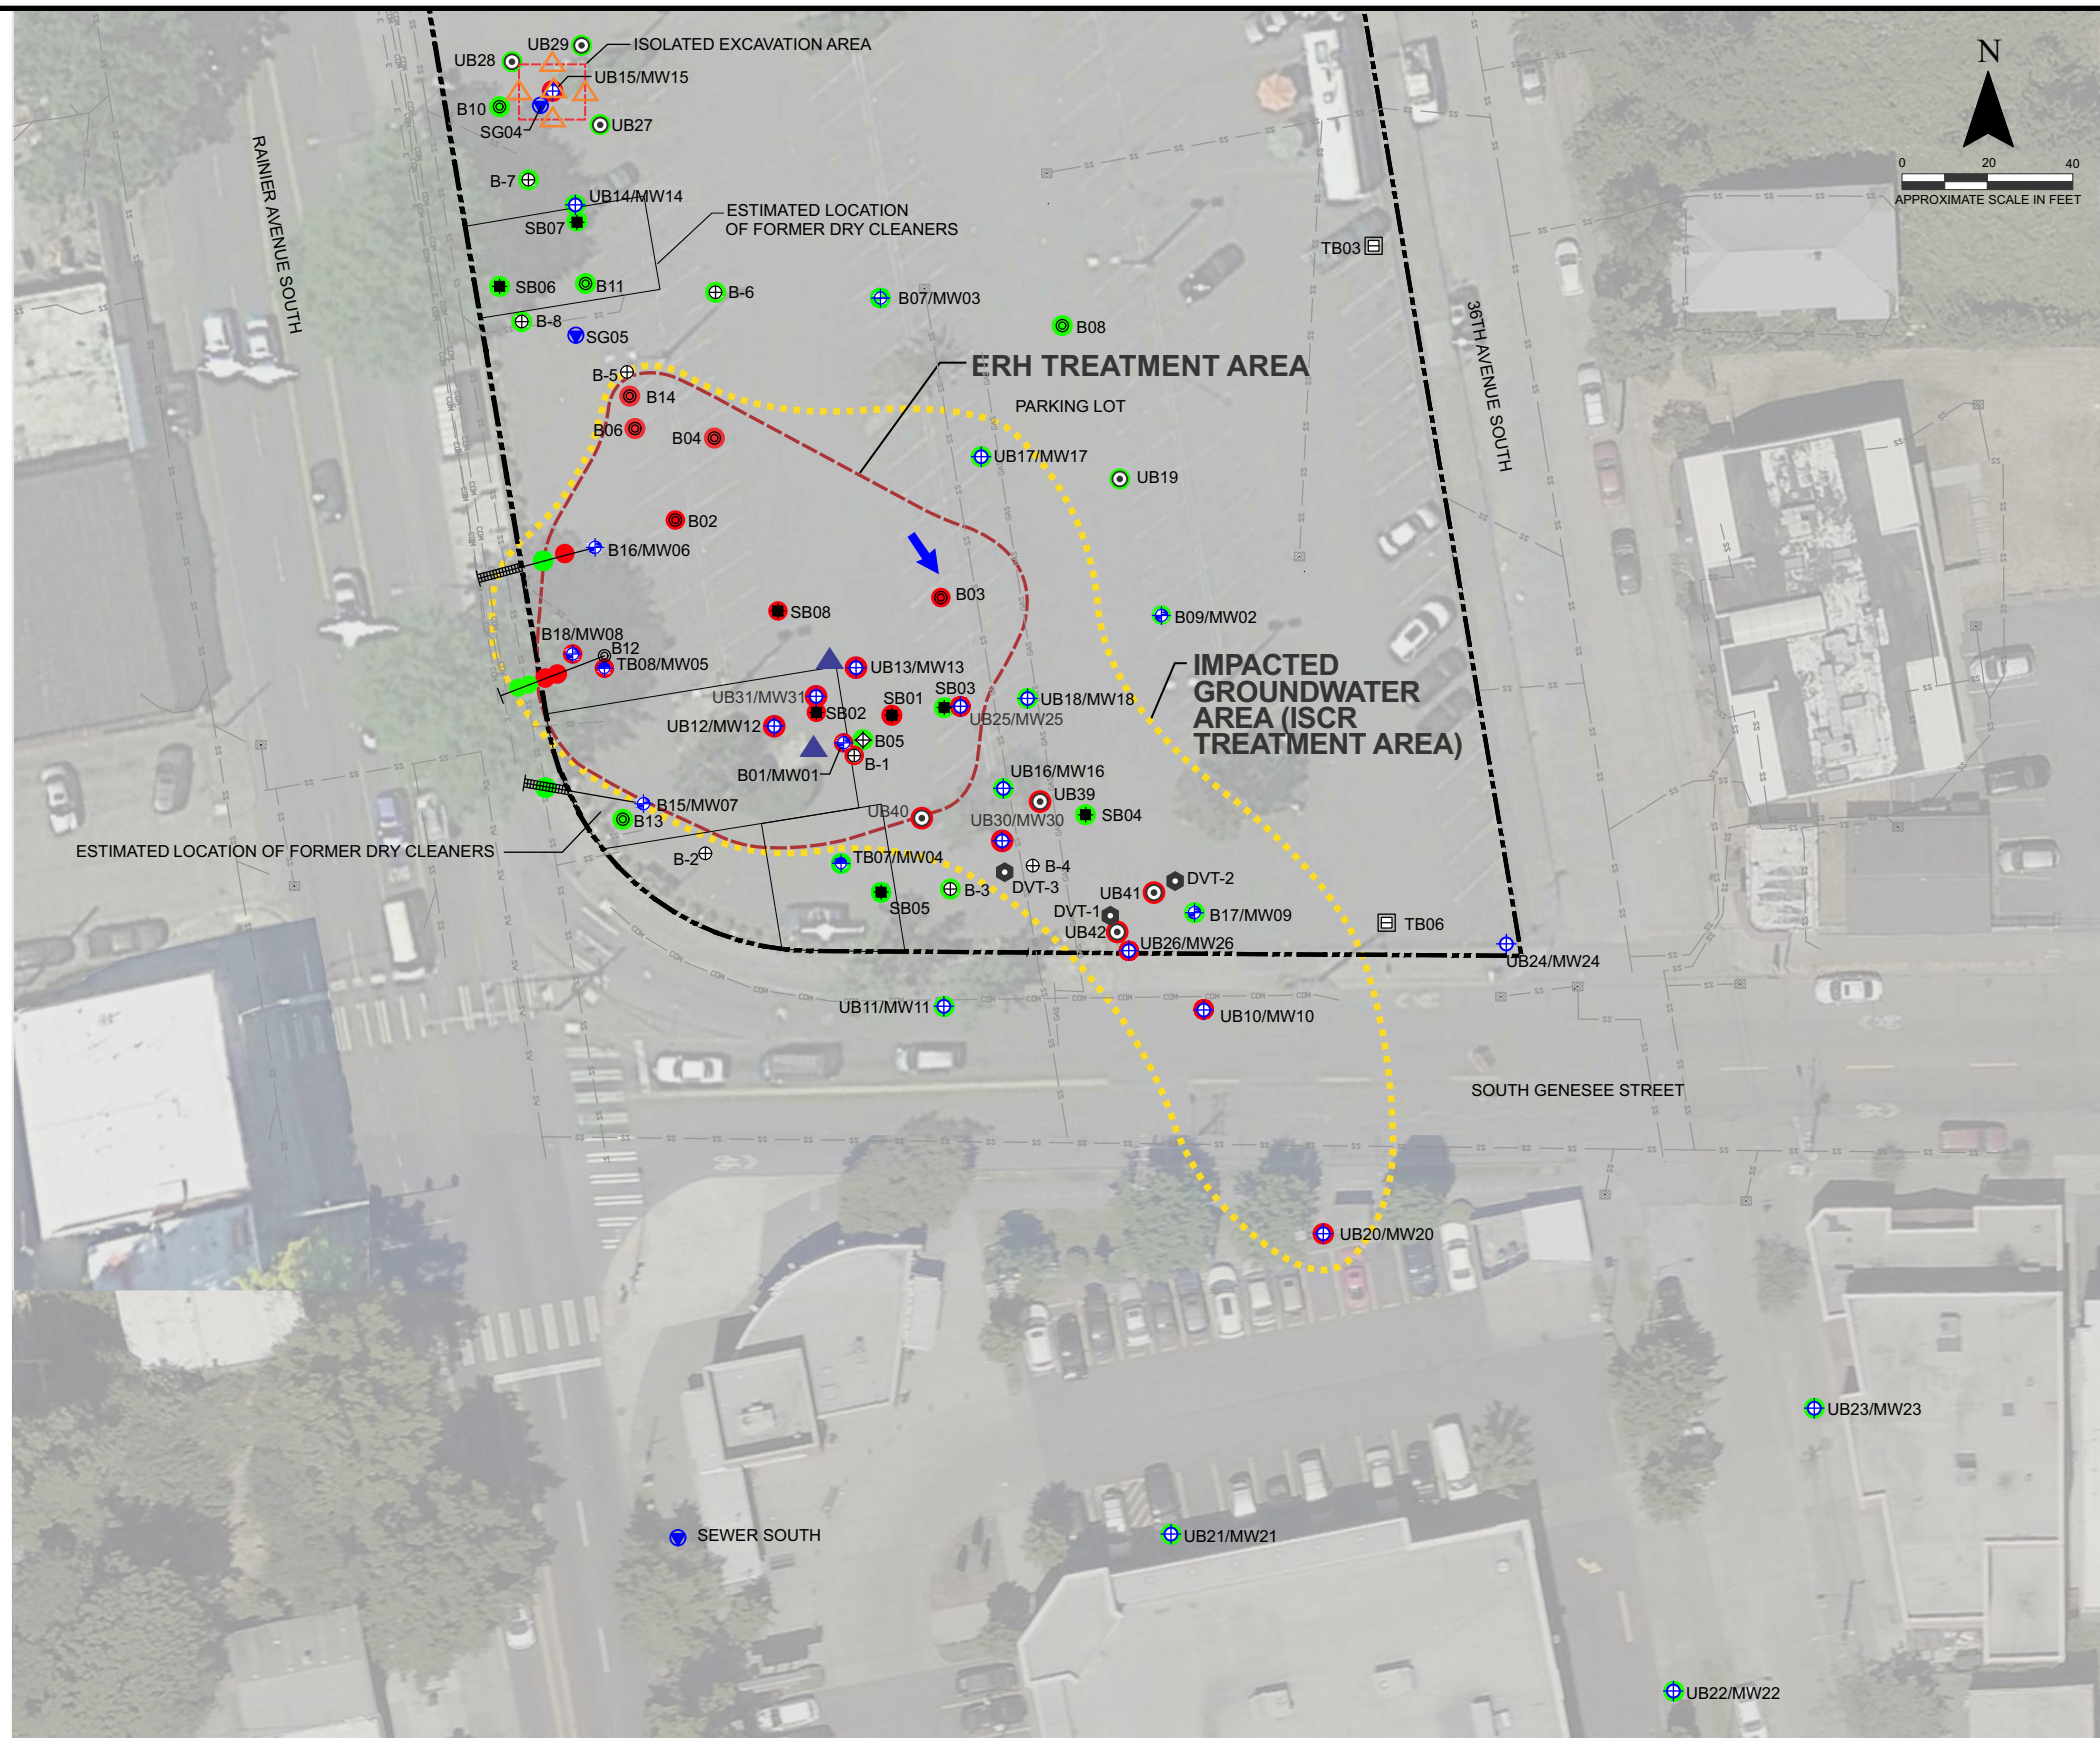 UB29
ISOLATED EXCAVATION AREA
UB28
UB15/MW15
B10
SG04
UB27
N
0 20 40
APPROXIMATE SCALE IN FEET
RAINIER AVENUE SOUTH
B-7
UB14/MW14
SB07
ESTIMATED LOCATION
OF FORMER DRY CLEANERS
TB03
SB06
B11
B-6
B07/MW03
B-8
SG05
B08
36TH AVENUE SOUTH
B-5
ERH TREATMENT AREA
B14
PARKING LOT
B06
B04
UB17/MW17
UB19
B02
B16/MW06
B03
SB08
B09/MW02
B18/MW08
B12
TB08/MW05
UB13/MW13
IMPACTED
GROUNDWATER
AREA (ISCR
TREATMENT AREA)
UB31/MW31
SB01
SB03
UB18/MW18
SB02
UB25/MW25
UB12/MW12
B05
B-1
B01/MW01
UB16/MW16
UB39
B15/MW07
UB40
SB04
B13
UB30/MW30
ESTIMATED LOCATION OF FORMER DRY CLEANERS
B-2
TB07/MW04
B-4
DVT-3
DVT-2
B-3
UB41
SB05
DVT-1
B17/MW09
UB42
TB06
UB26/MW26
UB24/MW24
UB11/MW11
UB10/MW10
SOUTH GENESEE STREET
UB20/MW20
UB23/MW23
SEWER SOUTH
UB21/MW21
UB22/MW22